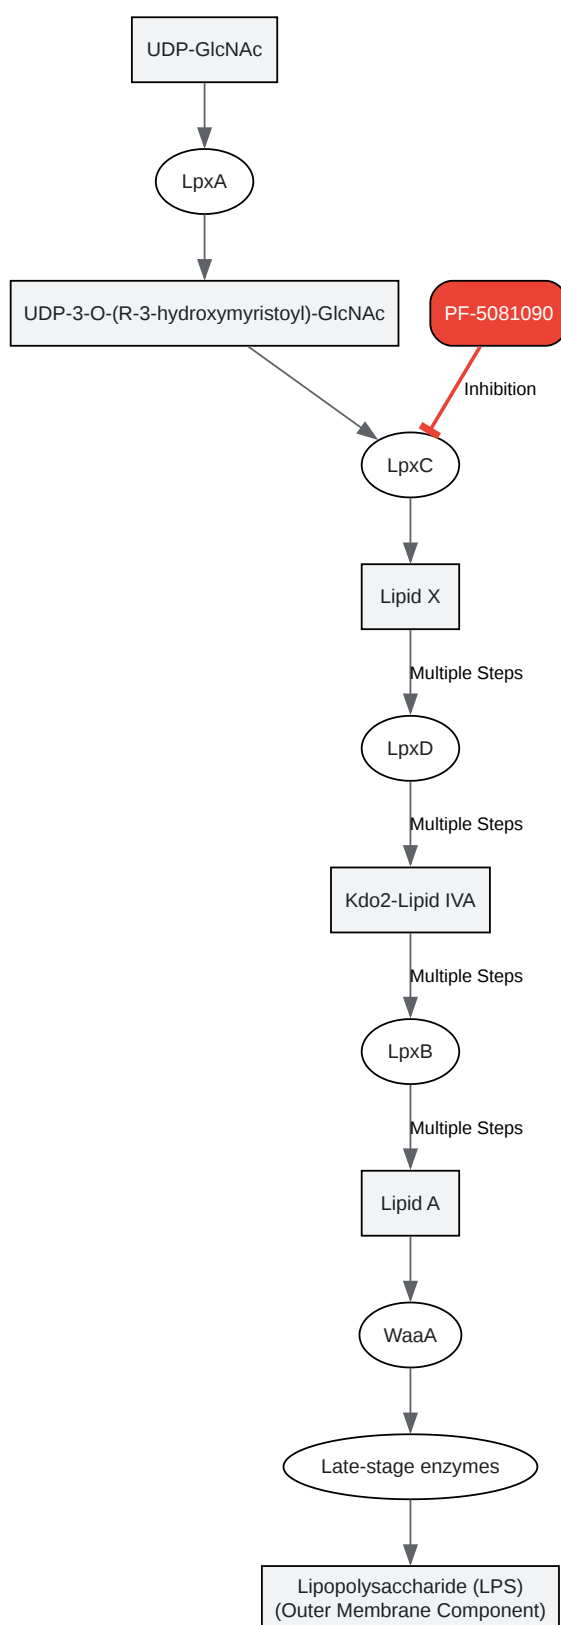 UDP-GlcNAc
LpxA
UDP-3-O-(R-3-hydroxymyristoyl)-GlcNAc
PF-5081090
Inhibition
LpxC
Lipid X
Multiple Steps
LpxD
Multiple Steps
Kdo2-Lipid IVA
Multiple Steps
LpxB
Multiple Steps
Lipid A
WaaA
Late-stage enzymes
Lipopolysaccharide (LPS)
(Outer Membrane Component)